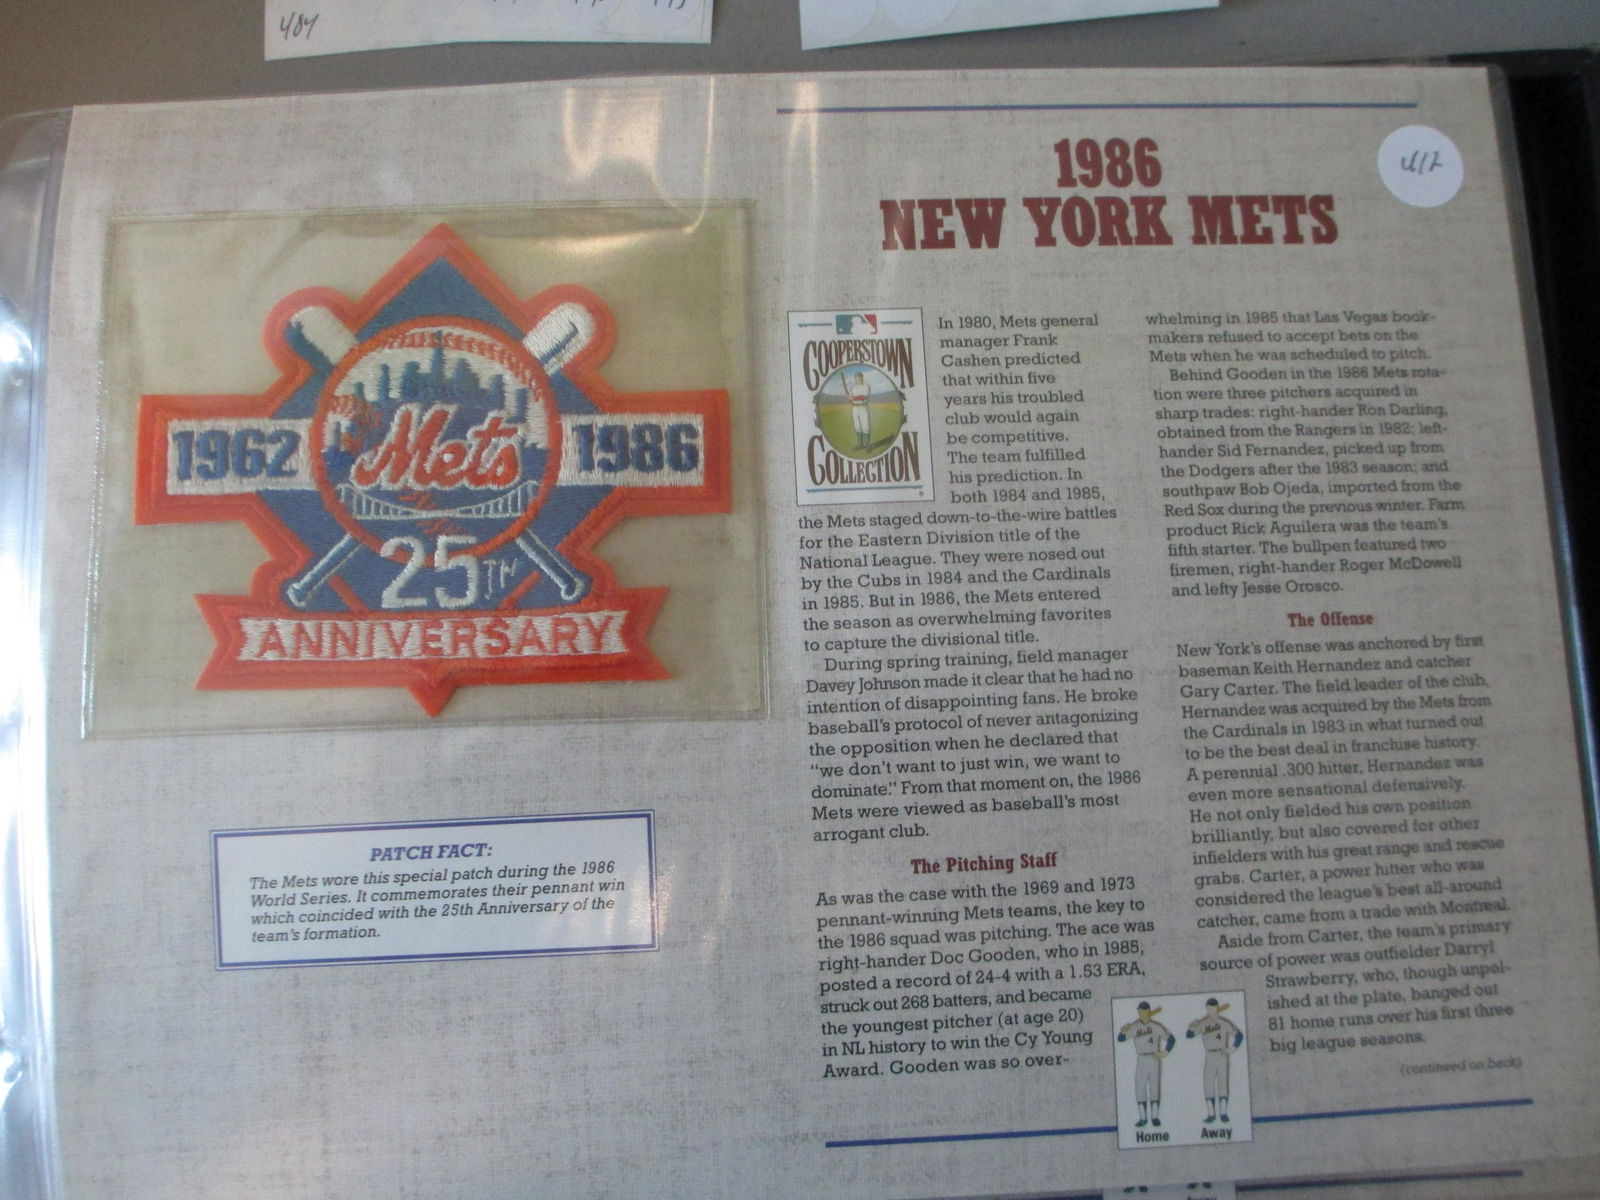 484
1986
NEW YORK METS
1962
Mets
1986
25TH
ANNIVERSARY
PATCH FACT:
The Mets wore this special patch during the 1986
World Series. It commemorates their pennant win
which coincided with the 25th Anniversary of the
team's formation.
COOPERSTOWN
COLLECTION
In 1980, Mets general
manager Frank
Cashen predicted
that within five
years his troubled
club would again
be competitive.
The team fulfilled
his prediction. In
both 1984 and 1985,
the Mets staged down-to-the-wire battles
for the Eastern Division title of the
National League. They were nosed out
by the Cubs in 1984 and the Cardinals
in 1985. But in 1986, the Mets entered
the season as overwhelming favorites
to capture the divisional title.
During spring training, field manager
Davey Johnson made it clear that he had no
intention of disappointing fans. He broke
baseball's protocol of never antagonizing
the opposition when he declared that
"we don't want to just win, we want to
dominate." From that moment on, the 1986
Mets were viewed as baseball's most
arrogant club.
The Pitching Staff
As was the case with the 1969 and 1973
pennant-winning Mets teams, the key to
the 1986 squad was pitching. The ace was
right-hander Doc Gooden, who in 1985,
posted a record of 24-4 with a 1.53 ERA,
struck out 268 batters, and became
the youngest pitcher (at age 20)
in NL history to win the Cy Young
Award. Gooden was so over-
whelming in 1985 that Las Vegas book-
makers refused to accept bets on the
Mets when he was scheduled to pitch.
Behind Gooden in the 1986 Mets rota-
tion were three pitchers acquired in
sharp trades: right-hander Ron Darling,
obtained from the Rangers in 1982; left-
hander Sid Fernandez, picked up from
the Dodgers after the 1983 season; and
southpaw Bob Ojeda, imported from the
Red Sox during the previous winter. Farm
product Rick Aguilera was the team's
fifth starter. The bullpen featured two
firemen, right-hander Roger McDowell
and lefty Jesse Orosco.
The Offense
New York's offense was anchored by first
baseman Keith Hernandez and catcher
Gary Carter. The field leader of the club,
Hernandez was acquired by the Mets from
the Cardinals in 1983 in what turned out
to be the best deal in franchise history.
A perennial .300 hitter, Hernandez was
even more sensational defensively.
He not only fielded his own position
brilliantly, but also covered for other
infielders with his great range and rescue
grabs. Carter, a power hitter who was
considered the league's best all-around
catcher, came from a trade with Montreal.
Aside from Carter, the team's primary
source of power was outfielder Darryl
Strawberry, who, though unpol-
ished at the plate, banged out
81 home runs over his first three
big league seasons.
(continued on back)
Mets
4
Mets
4
Home
Away